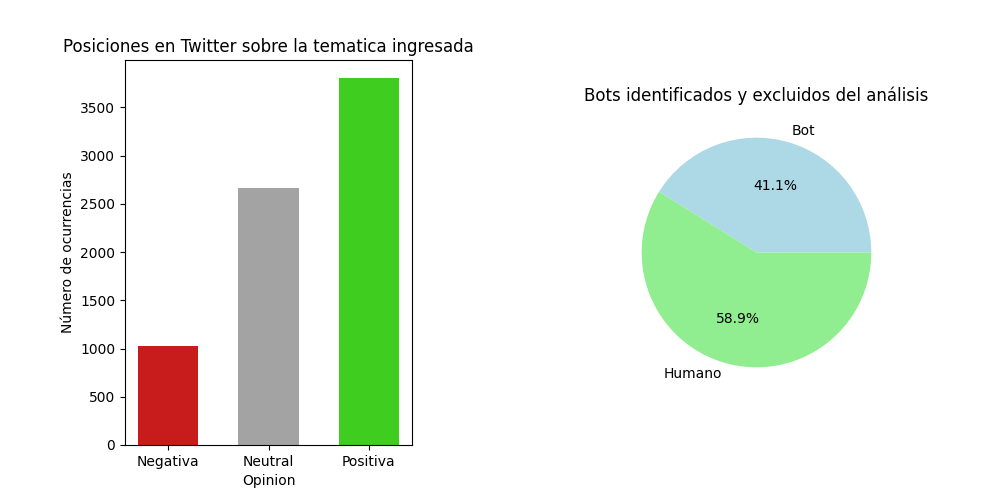 Posiciones en Twitter sobre la tematica ingresada
Número de ocurrencias
3500
3000
2500
2000
1500
1000
500
0
Negativa Neutral Positiva
Opinion
Bots identificados y excluidos del análisis
Bot
41.1%
58.9%
Humano